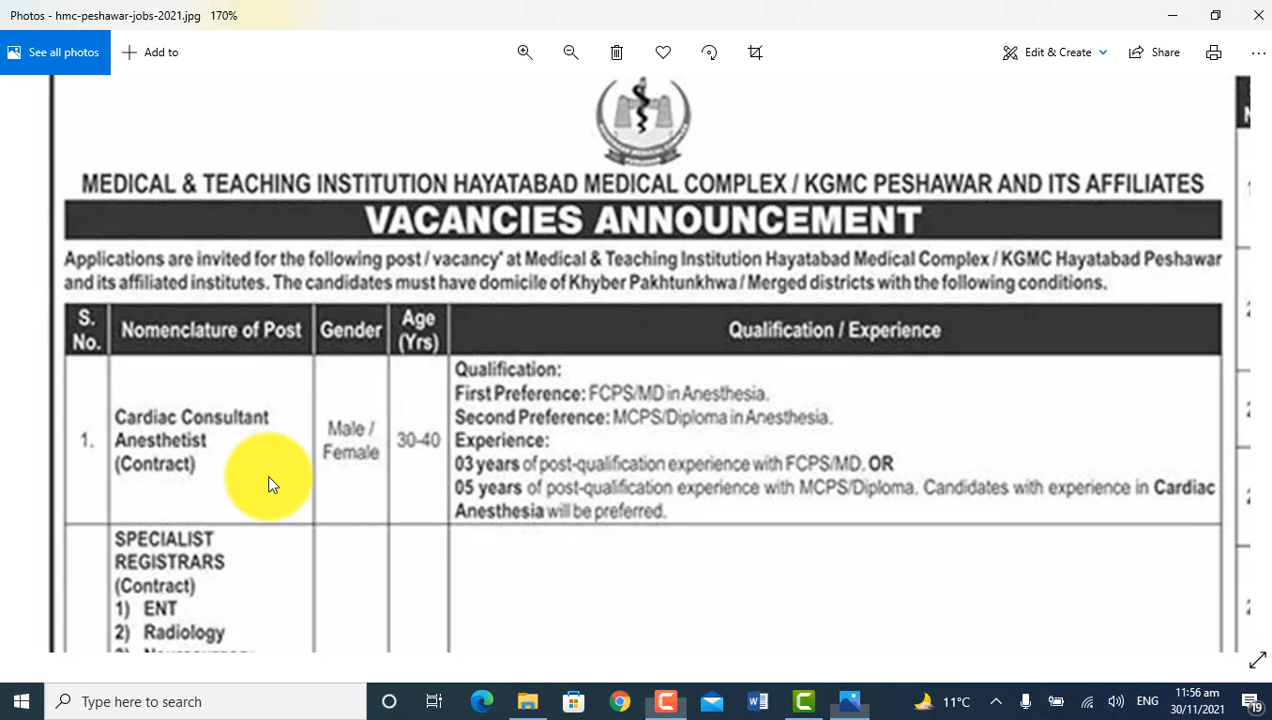 Photos - hmc-peshawar-jobs-2021.jpg 170%
See all photos
Add to
Edit & Create
Share
MEDICAL & TEACHING INSTITUTION HAYATABAD MEDICAL COMPLEX / KGMC PESHAWAR AND ITS AFFILIATES
VACANCIES ANNOUNCEMENT
Applications are invited for the following post / vacancy' at Medical & Teaching Institution Hayatabad Medical Complex / KGMC Hayatabad Peshawar
and its affiliated institutes. The candidates must have domicile of Khyber Pakhtunkhwa / Merged districts with the following conditions.
S.
No.
Nomenclature of Post
Gender
Age
(Yrs)
Qualification / Experience
1.
Cardiac Consultant
Anesthetist
(Contract)
Male /
Female
30-40
Qualification:
First Preference: FCPS/MD in Anesthesia.
Second Preference: MCPS/Diploma in Anesthesia.
Experience:
03 years of post-qualification experience with FCPS/MD. OR
05 years of post-qualification experience with MCPS/Diploma. Candidates with experience in Cardiac
Anesthesia will be preferred.
SPECIALIST
REGISTRARS
(Contract)
1) ENT
2) Radiology
Type here to search
11°C
ENG
11:56 am
30/11/2021
19